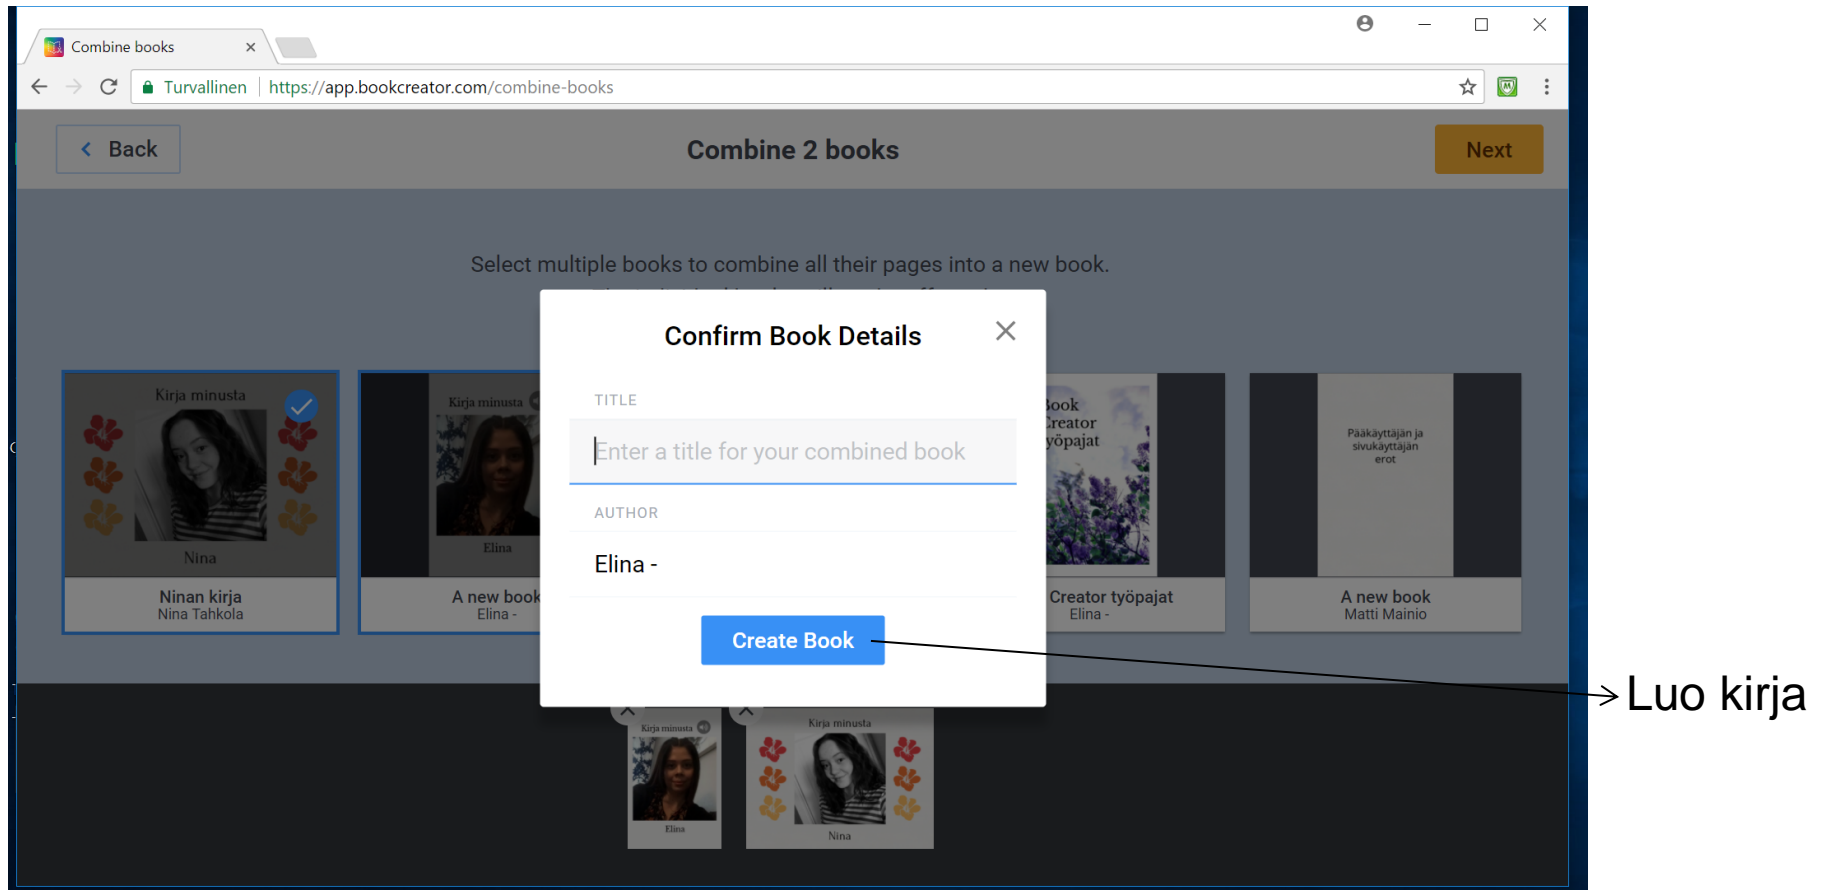 Combine books
Turvallinen https://app.bookcreator.com/combine-books
Back
Combine 2 books
Next
Select multiple books to combine all their pages into a new book.
Confirm Book Details
TITLE
Enter a title for your combined book
AUTHOR
Elina -
Create Book
Luo kirja
Kirja minusta
Nina
Ninan kirja
Nina Tahkola
Kirja minusta
Elina
A new book
Elina -
Book
Creator
työpajat
Creator työpajat
Elina -
Pääkäyttäjän ja
sivukäyttäjän
erot
A new book
Matti Mainio
Kirja minusta
Elina
Kirja minusta
Nina